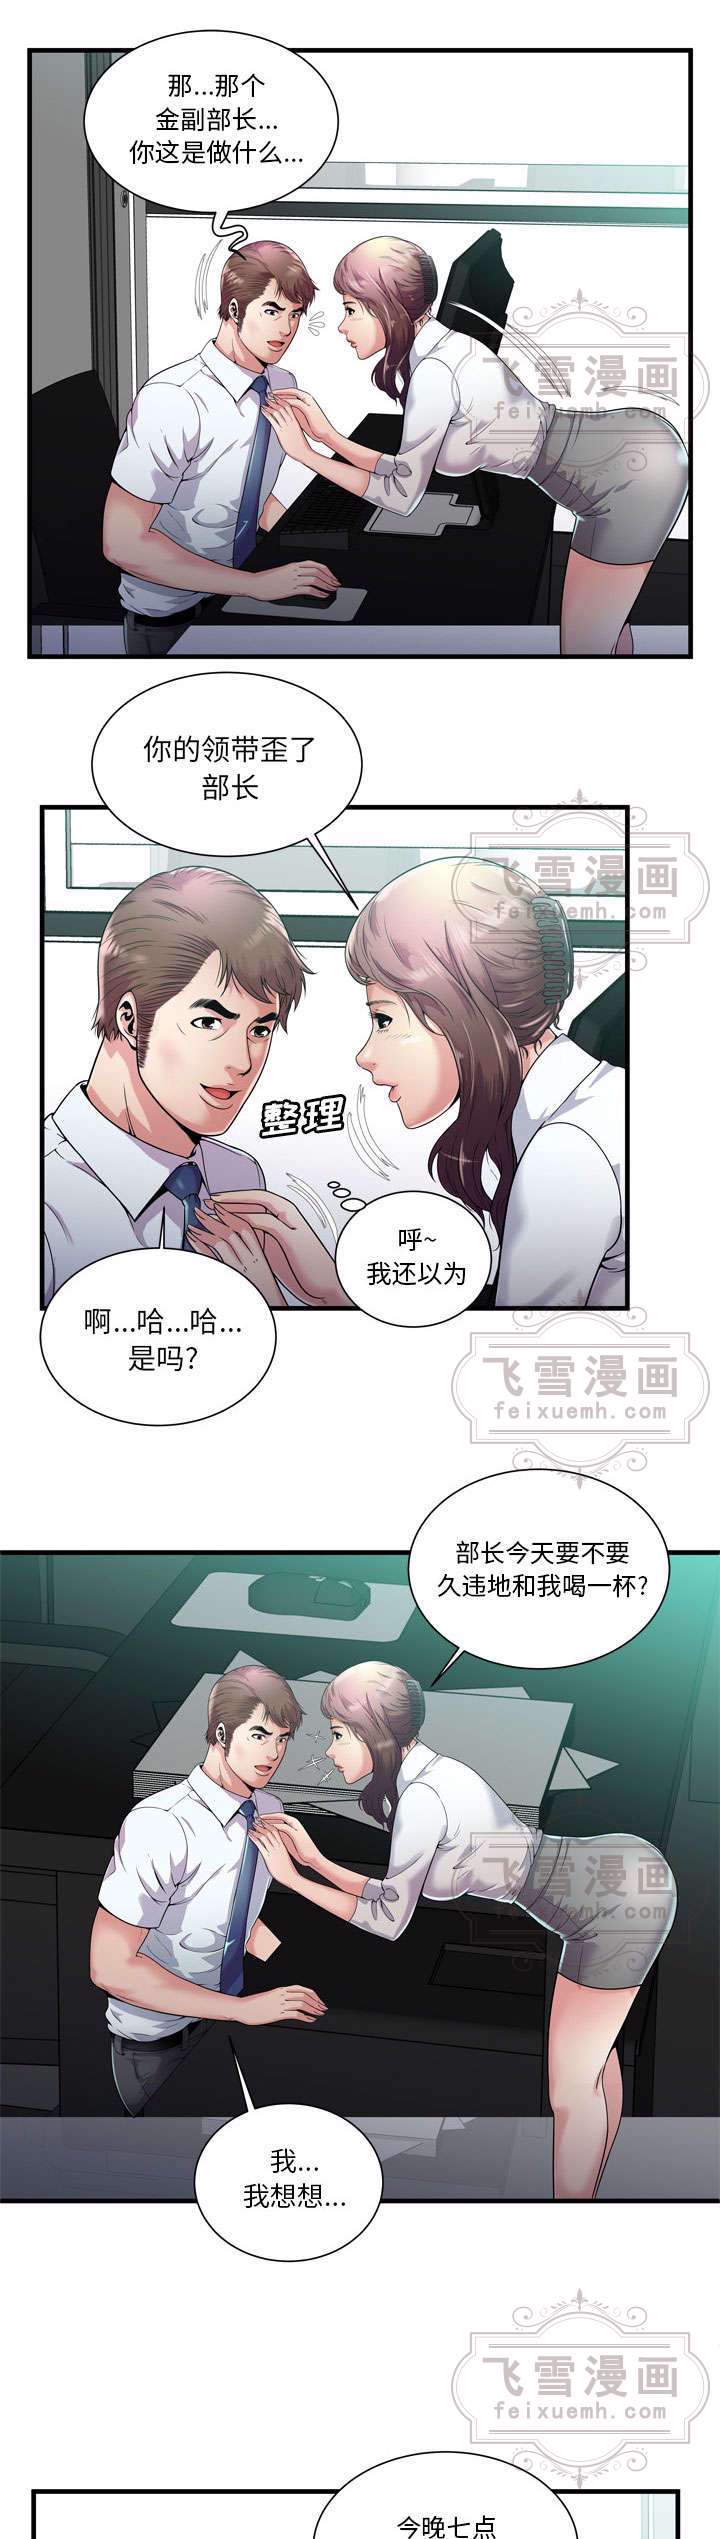 那...那个
金副部长...
你这是做什么...
飞雪漫画
feixuemh.com
你的领带歪了
部长
飞雪漫画
feixuemh.com
整理
呼~
我还以为
啊...哈...哈...
是吗?
飞雪漫画
feixuemh.com
部长今天要不要
久违地和我喝一杯?
飞雪漫画
feixuemh.com
我...
我想想...
飞雪漫画
feixuemh.com
今晚七点